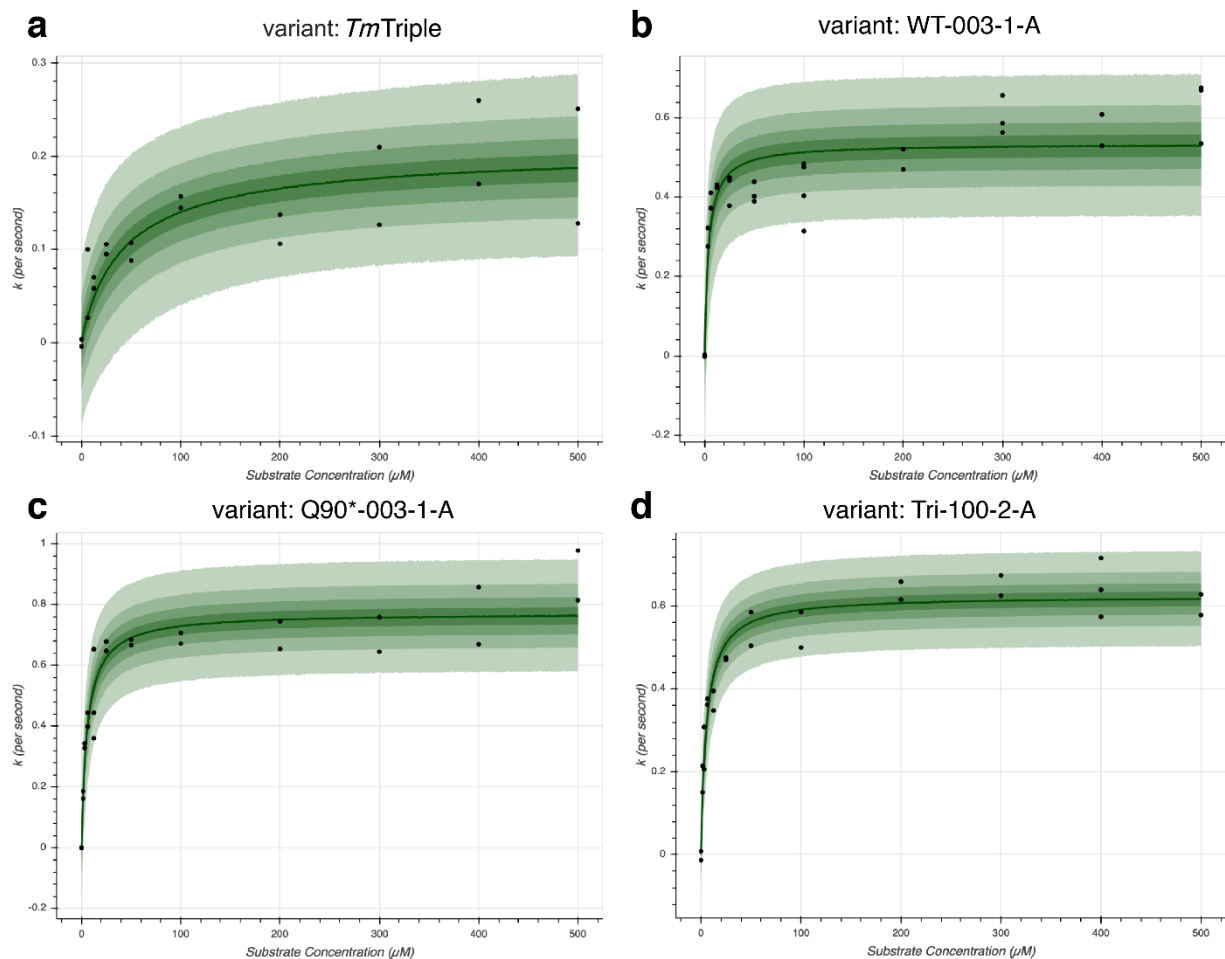 a
variant: TmTriple
0.3
0.2
0.1
0
-0.1
k (per second)
0 100 200 300 400 500
Substrate Concentration (µM)
b
variant: WT-003-1-A
0.6
0.4
0.2
0
-0.2
k (per second)
0 100 200 300 400 500
Substrate Concentration (µM)
c
variant: Q90*-003-1-A
1
0.8
0.6
0.4
0.2
0
-0.2
k (per second)
0 100 200 300 400 500
Substrate Concentration (µM)
d
variant: Tri-100-2-A
0.6
0.4
0.2
0
k (per second)
0 100 200 300 400 500
Substrate Concentration (µM)